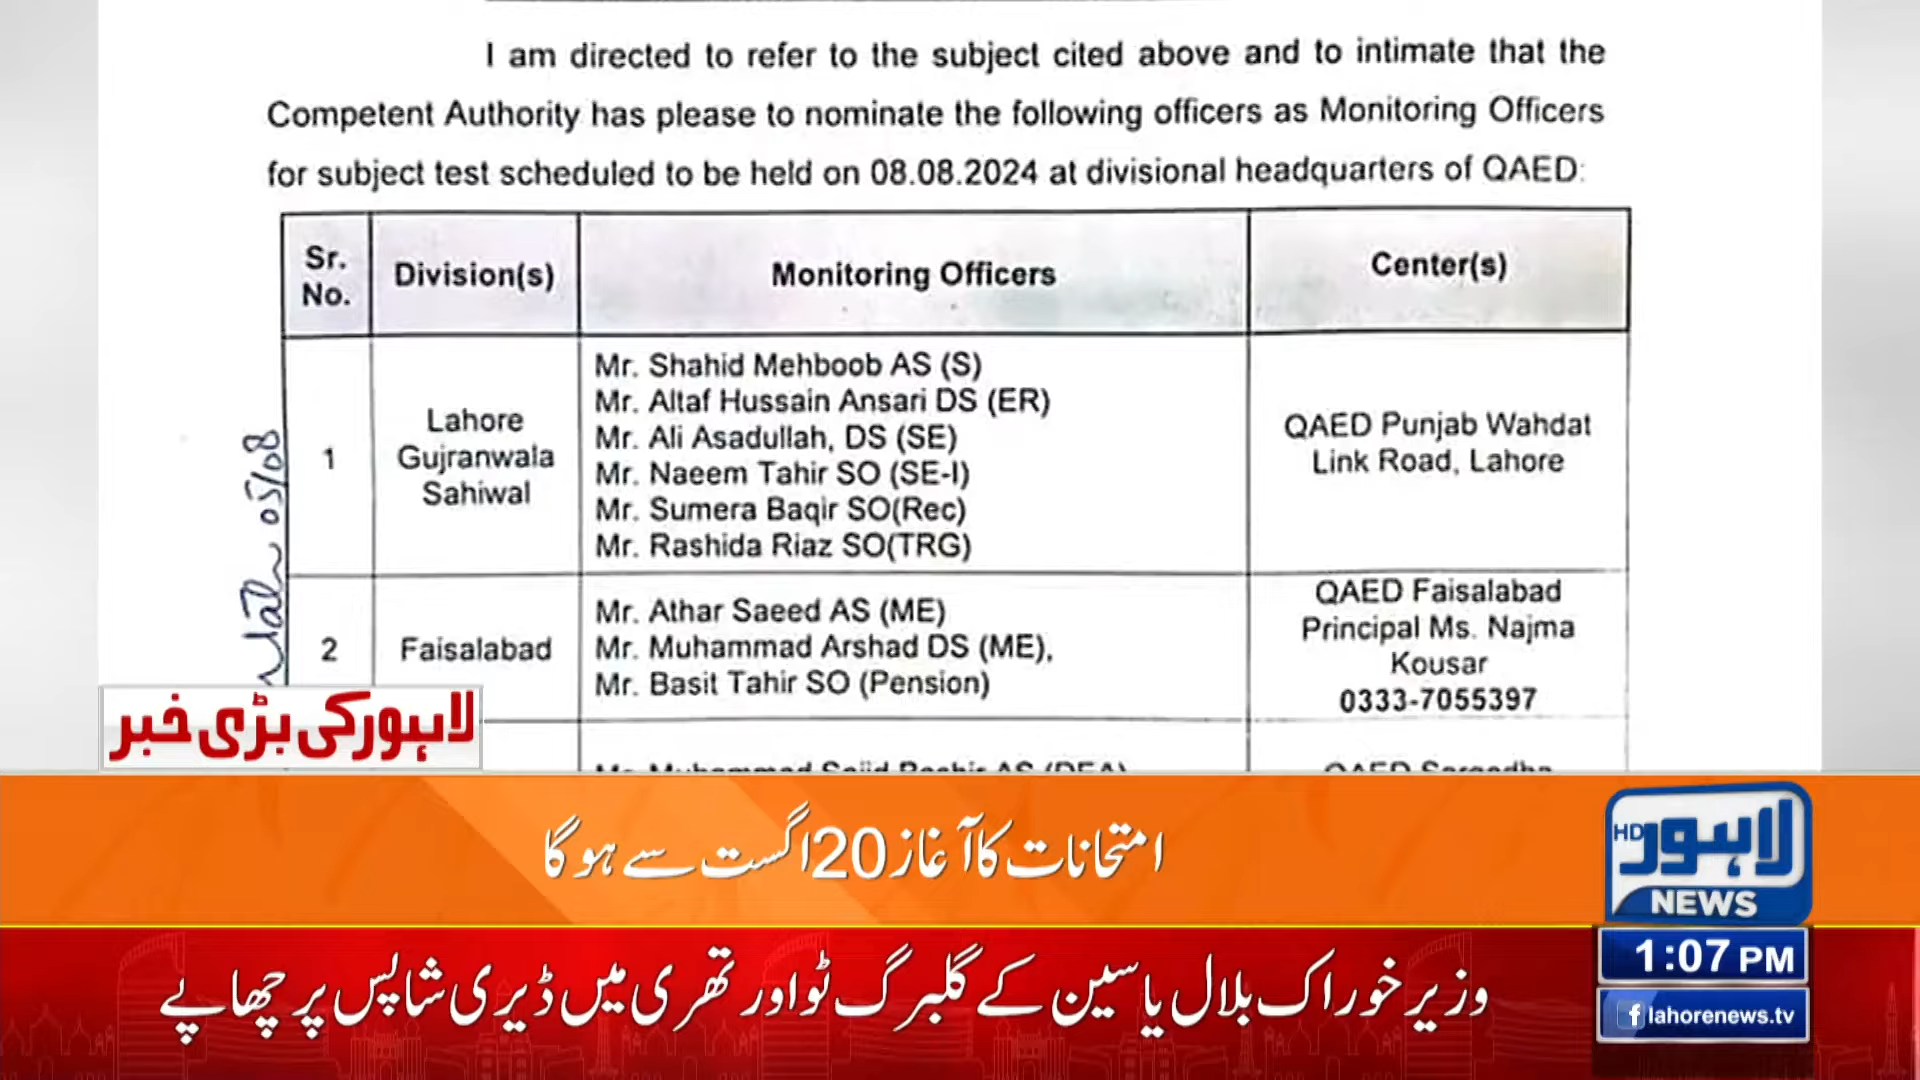 I am directed to refer to the subject cited above and to intimate that the
Competent Authority has please to nominate the following officers as Monitoring Officers
for subject test scheduled to be held on 08.08.2024 at divisional headquarters of QAED:
Sr. No.
Division(s)
Monitoring Officers
Center(s)
1
Lahore
Gujranwala
Sahiwal
Mr. Shahid Mehboob AS (S)
Mr. Altaf Hussain Ansari DS (ER)
Mr. Ali Asadullah, DS (SE)
Mr. Naeem Tahir SO (SE-I)
Mr. Sumera Baqir SO(Rec)
Mr. Rashida Riaz SO(TRG)
QAED Punjab Wahdat
Link Road, Lahore
2
Faisalabad
Mr. Athar Saeed AS (ME)
Mr. Muhammad Arshad DS (ME),
Mr. Basit Tahir SO (Pension)
QAED Faisalabad
Principal Ms. Najma
Kousar
0333-7055397
05/08
لاہور کی بڑی خبر
امتحانات کا آغاز 20 اگست سے ہوگا
لاہور HD
NEWS
1:07 PM
وزیر خوراک بلال یاسین کے گلبرگ ٹو اور تھری میں ڈیری شاپس پر چھاپے
lahorenews.tv